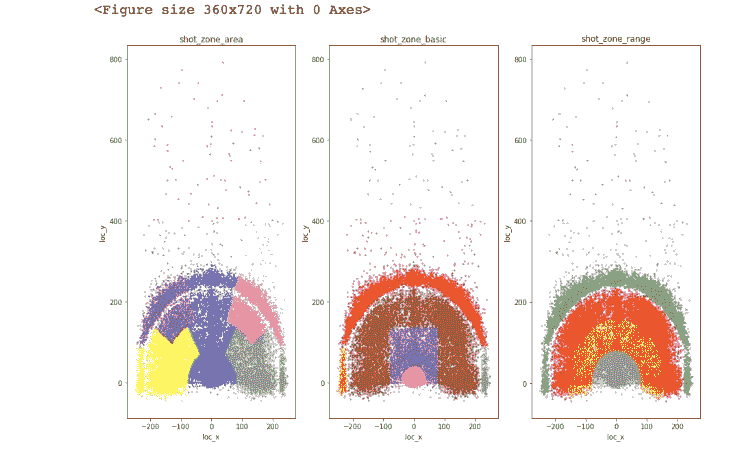 <Figure size 360x720 with 0 Axes>
shot_zone_area shot_zone_basic shot_zone_range
800 800 800
600 600 600
loc_y 400 loc_y 400 loc_y 400
200 200 200
0 0 0
−200 −100 0 100 200 −200 −100 0 100 200 −200 −100 0 100 200
loc_x loc_x loc_x